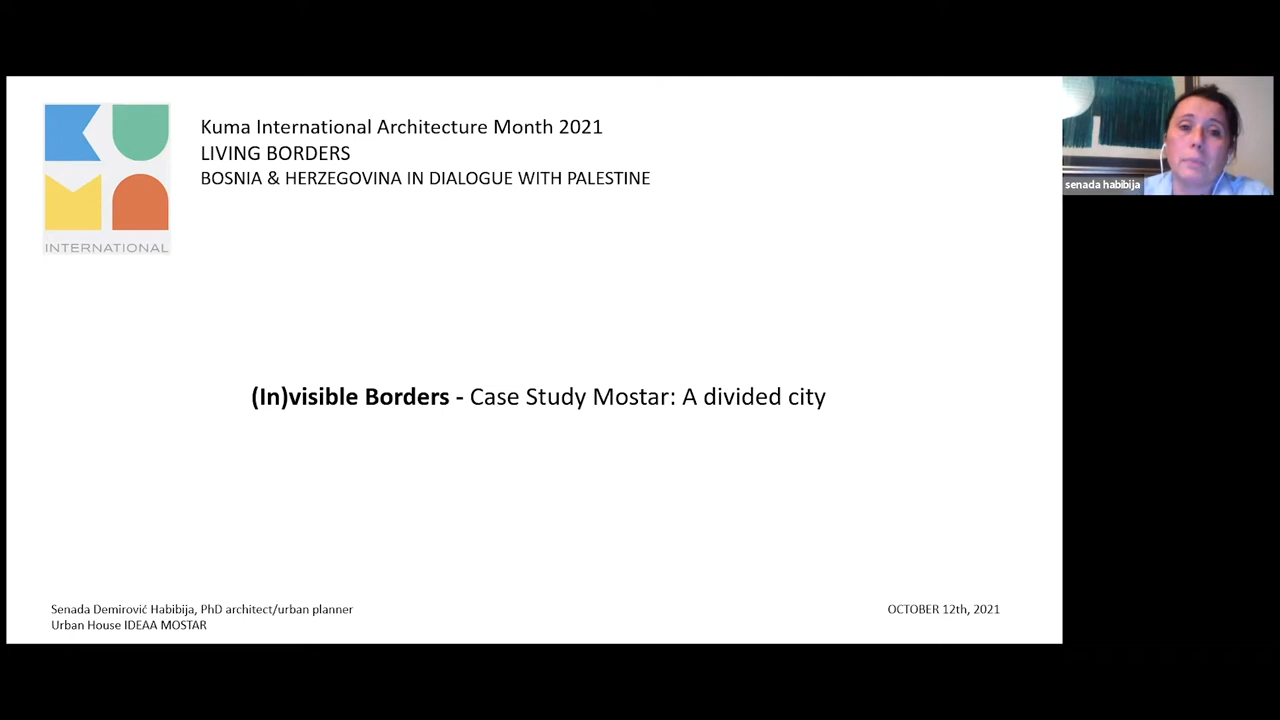 KU
MA
INTERNATIONAL
Kuma International Architecture Month 2021
LIVING BORDERS
BOSNIA & HERZEGOVINA IN DIALOGUE WITH PALESTINE
senada habibija
(In)visible Borders - Case Study Mostar: A divided city
Senada Demirović Habibija, PhD architect/urban planner
Urban House IDEAA MOSTAR
OCTOBER 12th, 2021